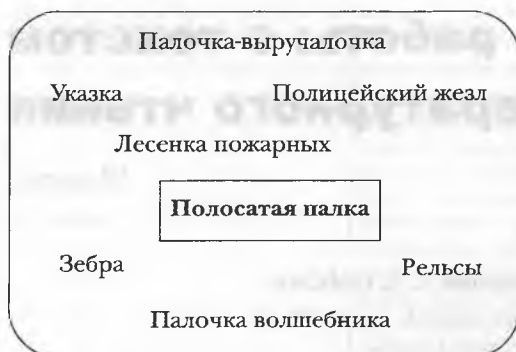 Палочка-выручалочка
Указка Полицейский жезл
Лесенка пожарных
Полосатая палка
Зебра Рельсы
Палочка волшебника